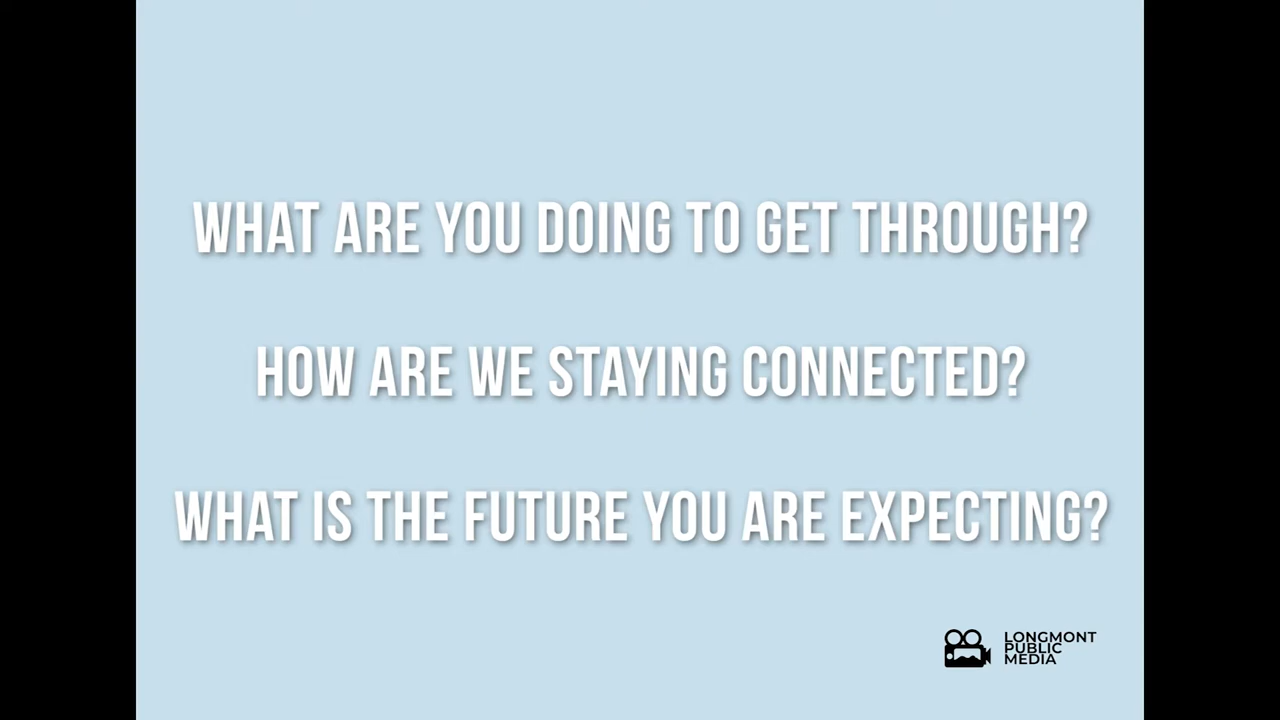 WHAT ARE YOU DOING TO GET THROUGH?
HOW ARE WE STAYING CONNECTED?
WHAT IS THE FUTURE YOU ARE EXPECTING?
LONGMONT
PUBLIC
MEDIA